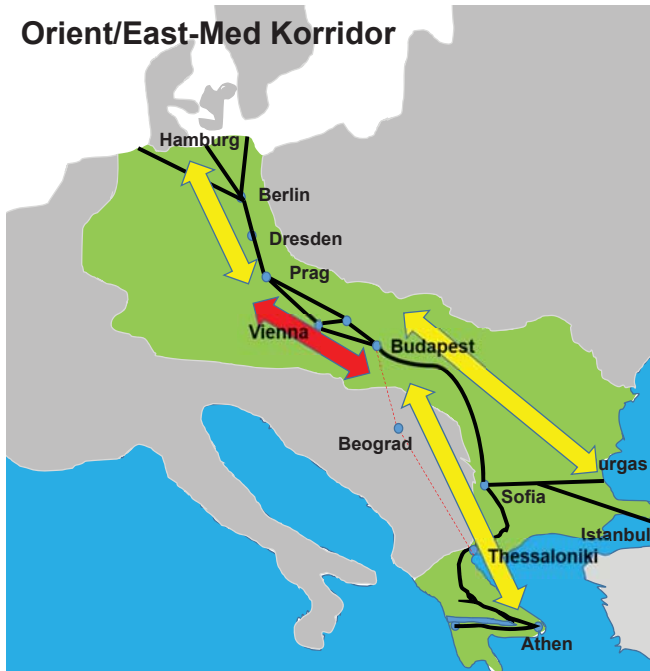 Orient/East-Med Korridor
Hamburg
Berlin
Dresden
Prag
Vienna
Budapest
Beograd
urgas
Sofia
Istanbul
Thessaloniki
Athen